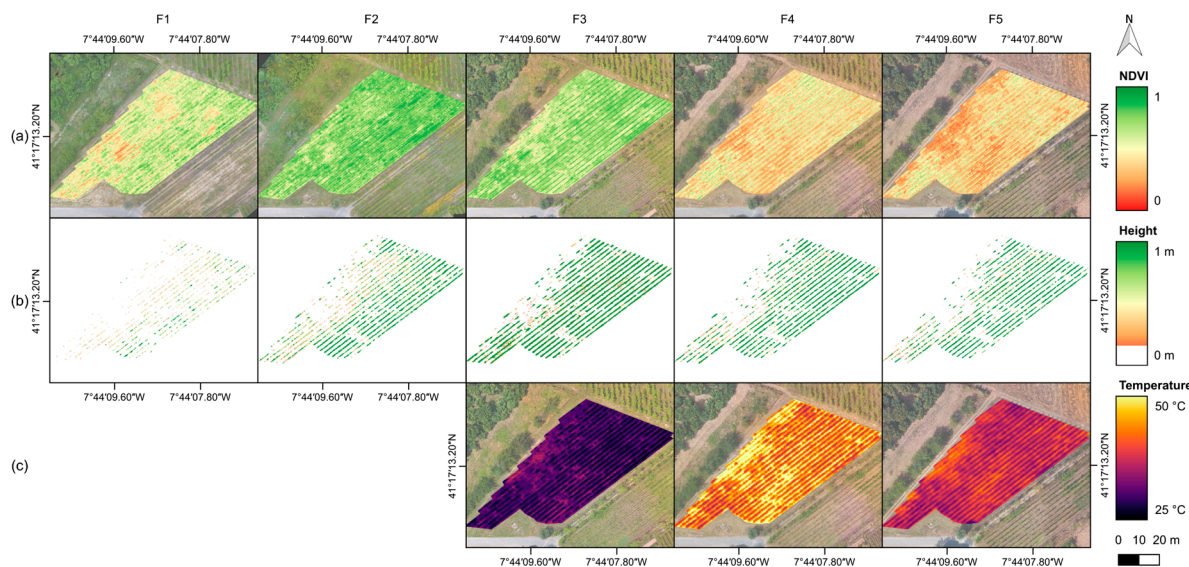 F1 F2 F3 F4 F5 N
7°44'09.60"W 7°44'07.80"W 7°44'09.60"W 7°44'07.80"W 7°44'09.60"W 7°44'07.80"W 7°44'09.60"W 7°44'07.80"W 7°44'09.60"W 7°44'07.80"W
(a) 41°17'13.20"N 41°17'13.20"N
NDVI
1
0
(b) 41°17'13.20"N 41°17'13.20"N
Height
1 m
0 m
7°44'09.60"W 7°44'07.80"W 7°44'09.60"W 7°44'07.80"W
(c) 41°17'13.20"N 41°17'13.20"N
Temperature
50 °C
25 °C
0 10 20 m
7°44'09.60"W 7°44'07.80"W 7°44'09.60"W 7°44'07.80"W 7°44'09.60"W 7°44'07.80"W